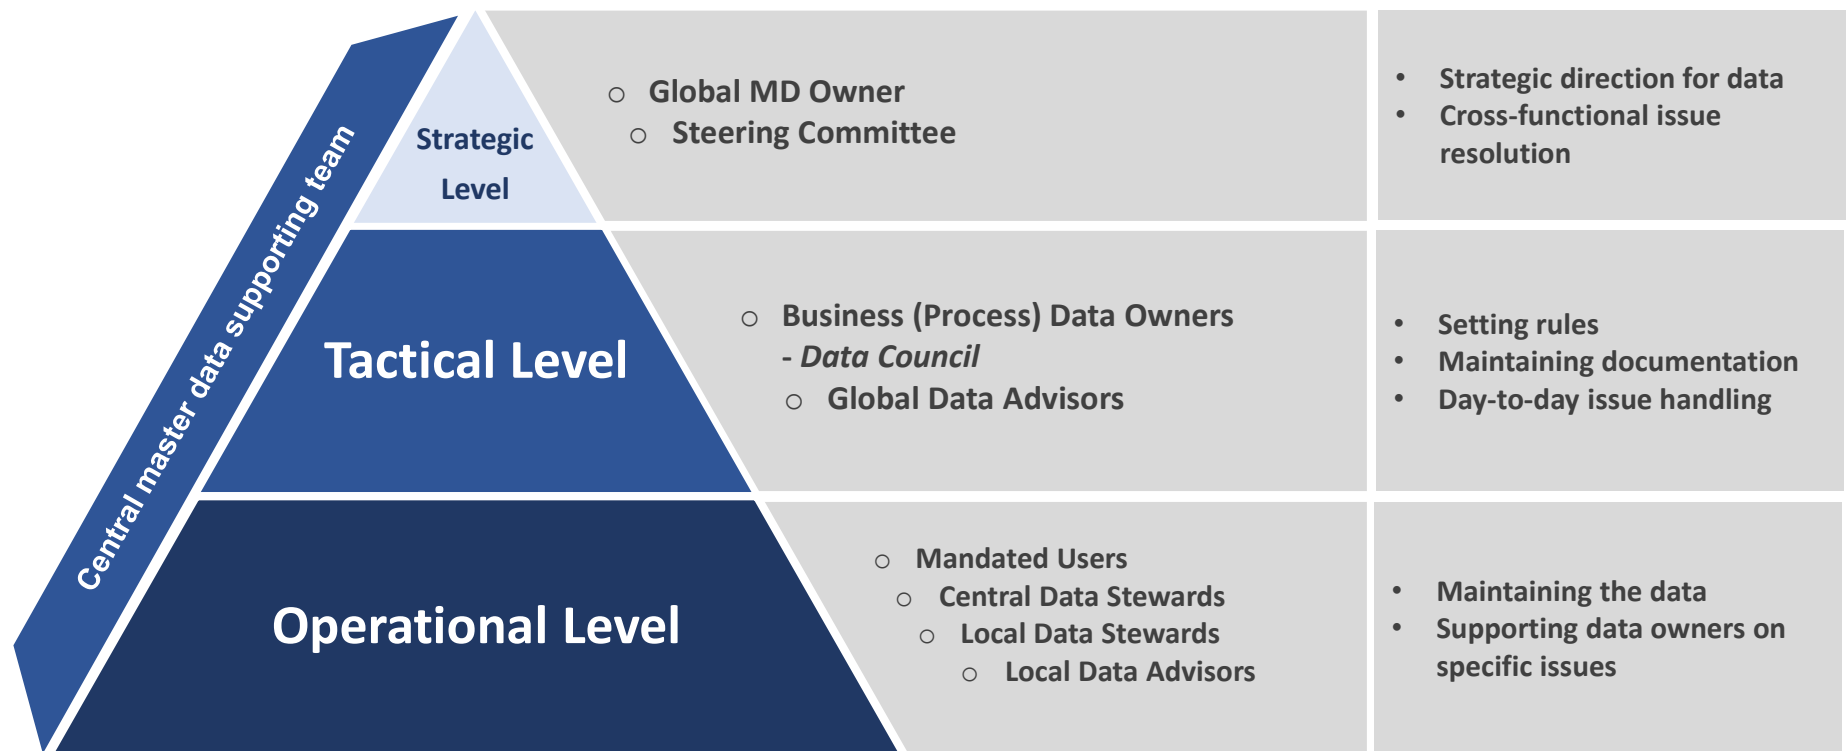 Central master data supporting team
Strategic
Level
○ Global MD Owner
○ Steering Committee
• Strategic direction for data
• Cross-functional issue
resolution
Tactical Level
○ Business (Process) Data Owners
- Data Council
○ Global Data Advisors
• Setting rules
• Maintaining documentation
• Day-to-day issue handling
Operational Level
○ Mandated Users
○ Central Data Stewards
○ Local Data Stewards
○ Local Data Advisors
• Maintaining the data
• Supporting data owners on
specific issues